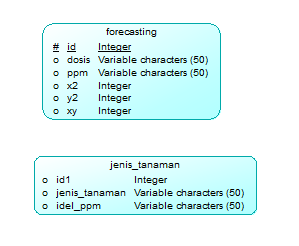 forecasting
# id Integer
o dosis Variable characters (50)
o ppm Variable characters (50)
o x2 Integer
o y2 Integer
o xy Integer
jenis_tanaman
o id1 Integer
o jenis_tanaman Variable characters (50)
o idel_ppm Variable characters (50)